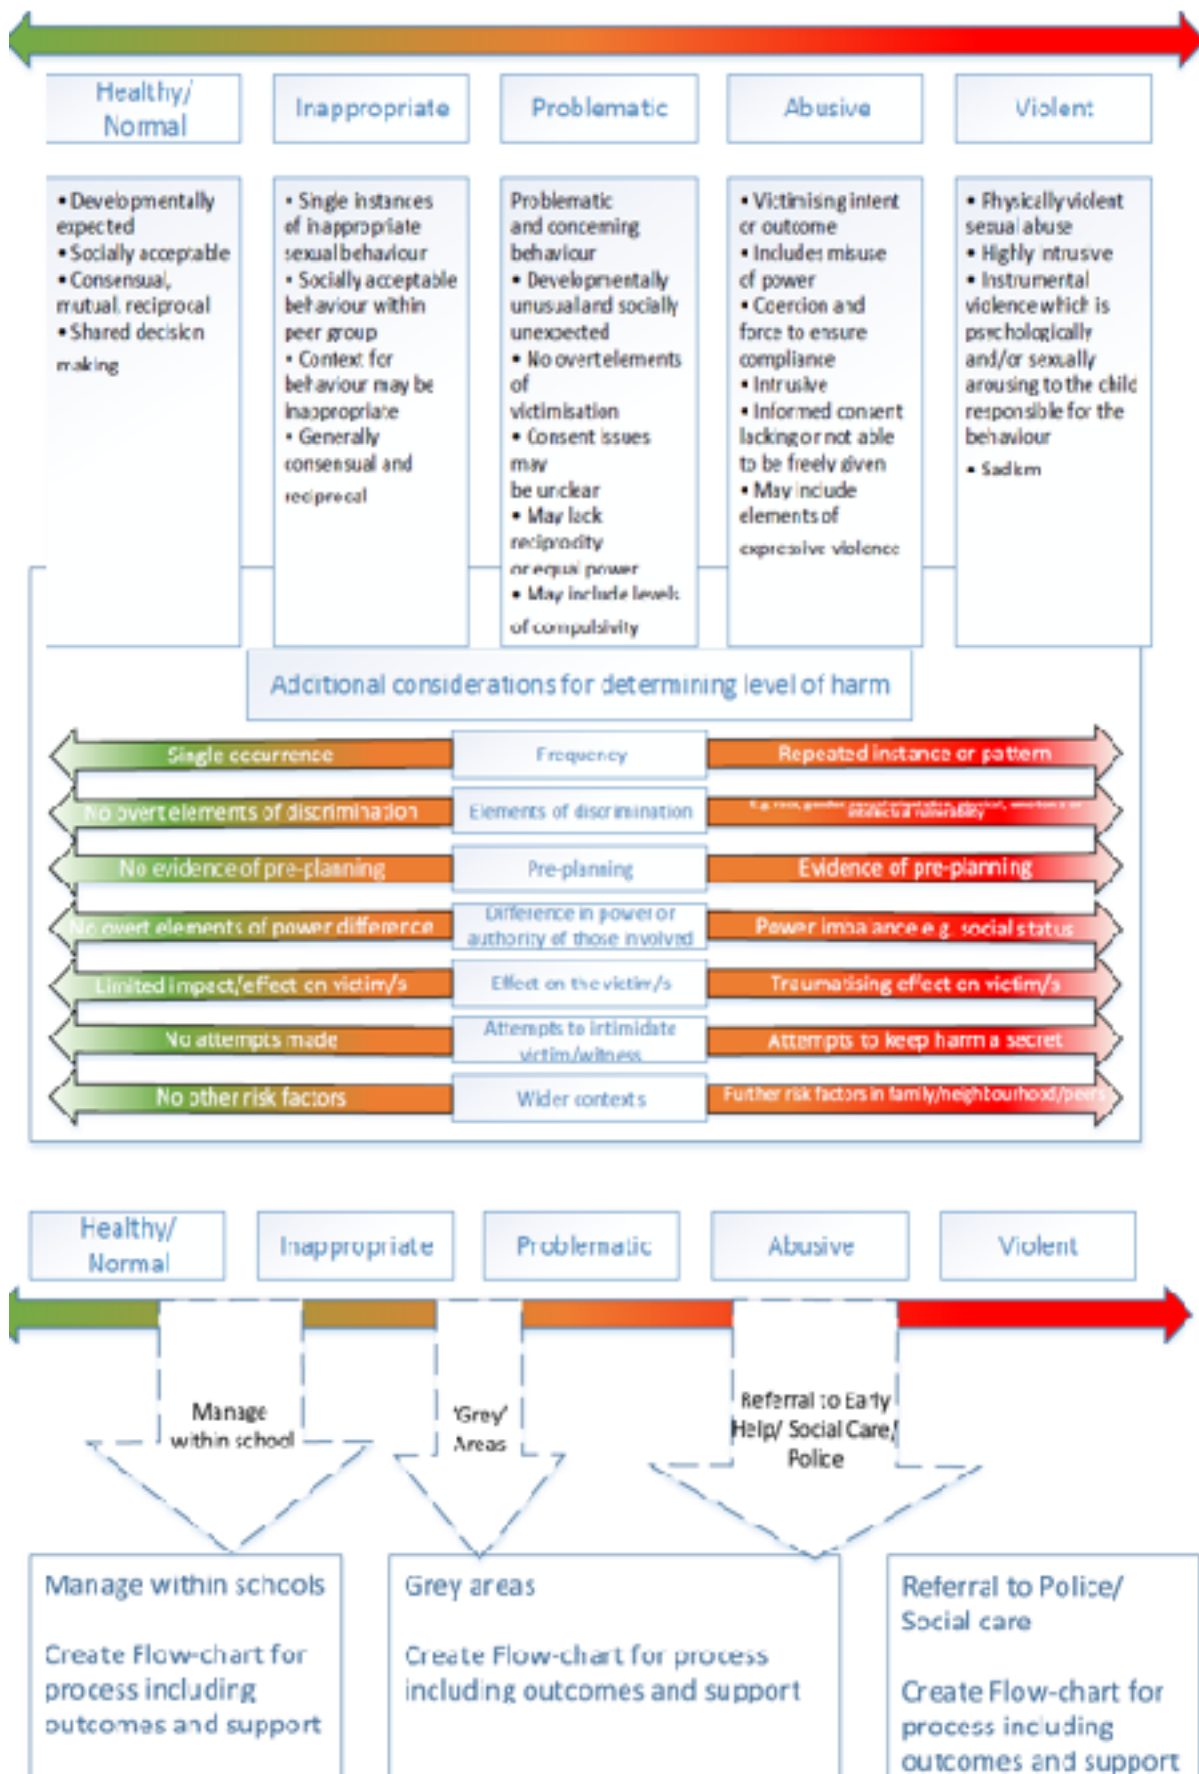 Healthy/
Normal
Inappropriate
Problematic
Abusive
Violent
▪ Developmentally
expected
▪ Socially acceptable
▪ Consensual,
mutual, reciprocal
▪ Shared decision
making
• Single instances
of inappropriate
sexual behaviour
• Socially acceptable
behaviour within
peer group
• Context for
behaviour may be
inappropriate
• Generally
consensual and
reciprocal
Problematic
and concerning
behaviour
▪ Developmentally
unusual and socially
unexpected
▪ No overt elements
of
victimisation
▪ Consent issues
may
be unclear
▪ May lack
reciprocity
or equal power
▪ May include levels
of compulsivity
▪ Victimising intent
or outcome
▪ Includes misuse
of power
▪ Coercion and
force to ensure
compliance
▪ Intrusive
▪ Informed consent
lacking or not able
to be freely given
▪ May include
elements of
expressive violence
▪ Physically violent
sexual abuse
▪ Highly intrusive
▪ Instrumental
violence which is
psychologically
and/or sexually
arousing to the child
responsible for the
behaviour
▪ Sadism
Additional considerations for determining level of harm
Single occurrence
Frequency
Repeated instance or pattern
No overt elements of discrimination
Elements of discrimination
E.g. race, gender,
intellectual vulnerability
No evidence of pre-planning
Pre-planning
Evidence of pre-planning
No overt elements of power difference
Difference in power or
authority of those involved
Power imbalance e.g. social status
Limited impact/effect on victim/s
Effect on the victim/s
Traumatising effect on victim/s
No attempts made
Attempts to intimidate
victim/witness
Attempts to keep harm a secret
No other risk factors
Wider contexts
Further risk factors in family/neighbourhood/peers
Healthy/
Normal
Inappropriate
Problematic
Abusive
Violent
Manage
within school
'Grey'
Areas
Referral to Early
Help/ Social Care/
Police
Manage within schools
Create Flow-chart for
process including
outcomes and support
Grey areas
Create Flow-chart for process
including outcomes and support
Referral to Police/
Social care
Create Flow-chart for
process including
outcomes and support